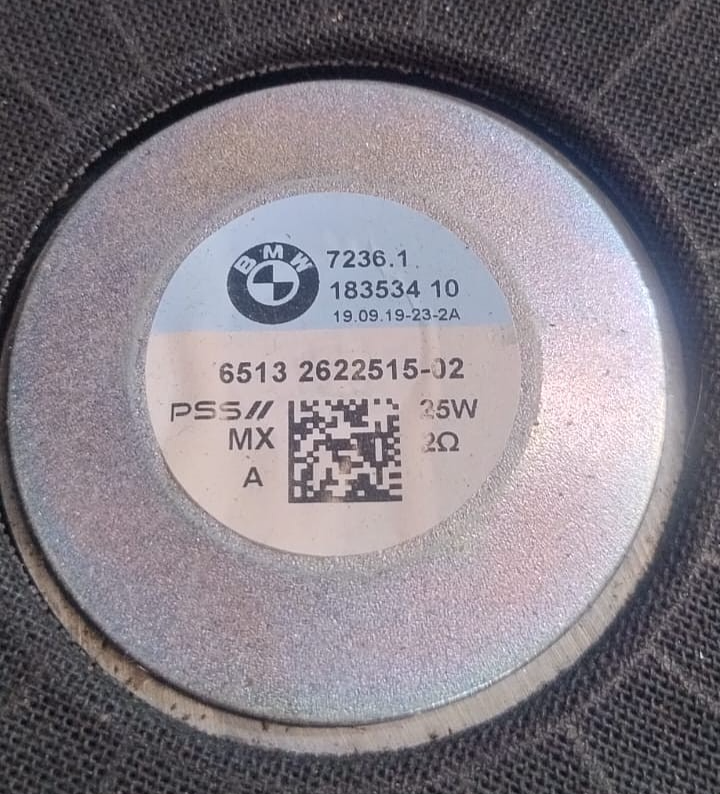 BMW
7236.1
183534 10
19.09.19-23-2A
6513 2622515-02
PSS// 25W
MX 2Ω
A